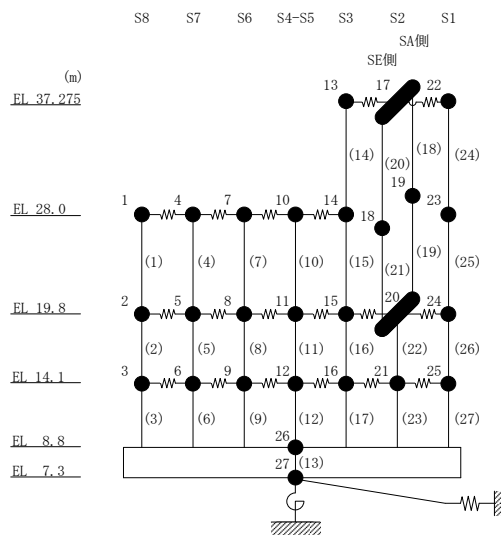 S8 S7 S6 S4-S5 S3 S2 S1
SA側
SE側
(m)
13 17 22
EL 37.275
(14) (20) (18) (24)
19
1 4 7 10 14 18 23
EL 28.0
(1) (4) (7) (10) (15) (21) (19) (25)
20
2 5 8 11 15 24
EL 19.8
(2) (5) (8) (11) (16) (22) (26)
3 6 9 12 16 21 25
EL 14.1
(3) (6) (9) (12) (17) (23) (27)
26
EL 8.8
(13)
27
EL 7.3